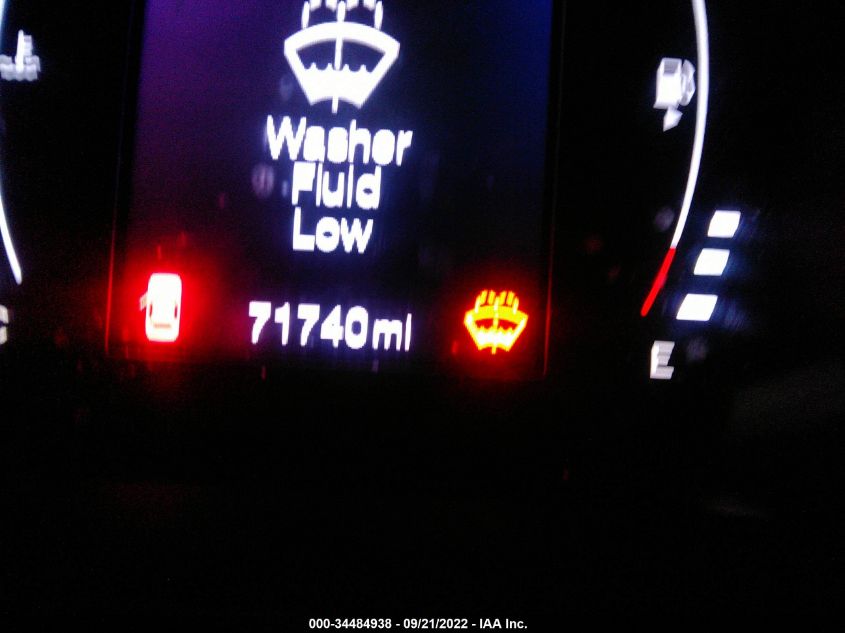 Washer
Fluid
Low
71740 mi
E
000-34484938 - 09/21/2022 - IAA Inc.